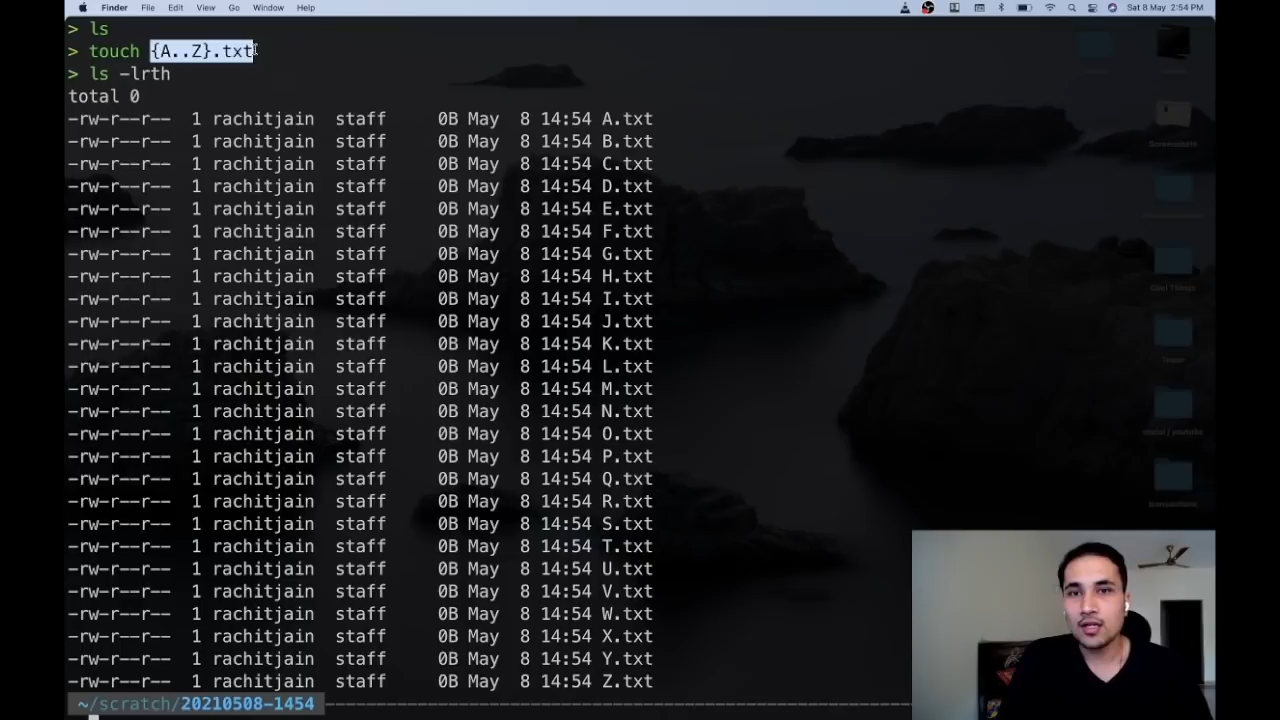 Finder File Edit View Go Window Help Sat 8 May 2:54 PM
> ls
> touch {A..Z}.txt
> ls -lrth
total 0
-rw-r--r-- 1 rachitjain staff 0B May 8 14:54 A.txt
-rw-r--r-- 1 rachitjain staff 0B May 8 14:54 B.txt
-rw-r--r-- 1 rachitjain staff 0B May 8 14:54 C.txt
-rw-r--r-- 1 rachitjain staff 0B May 8 14:54 D.txt
-rw-r--r-- 1 rachitjain staff 0B May 8 14:54 E.txt
-rw-r--r-- 1 rachitjain staff 0B May 8 14:54 F.txt
-rw-r--r-- 1 rachitjain staff 0B May 8 14:54 G.txt
-rw-r--r-- 1 rachitjain staff 0B May 8 14:54 H.txt
-rw-r--r-- 1 rachitjain staff 0B May 8 14:54 I.txt
-rw-r--r-- 1 rachitjain staff 0B May 8 14:54 J.txt
-rw-r--r-- 1 rachitjain staff 0B May 8 14:54 K.txt
-rw-r--r-- 1 rachitjain staff 0B May 8 14:54 L.txt
-rw-r--r-- 1 rachitjain staff 0B May 8 14:54 M.txt
-rw-r--r-- 1 rachitjain staff 0B May 8 14:54 N.txt
-rw-r--r-- 1 rachitjain staff 0B May 8 14:54 O.txt
-rw-r--r-- 1 rachitjain staff 0B May 8 14:54 P.txt
-rw-r--r-- 1 rachitjain staff 0B May 8 14:54 Q.txt
-rw-r--r-- 1 rachitjain staff 0B May 8 14:54 R.txt
-rw-r--r-- 1 rachitjain staff 0B May 8 14:54 S.txt
-rw-r--r-- 1 rachitjain staff 0B May 8 14:54 T.txt
-rw-r--r-- 1 rachitjain staff 0B May 8 14:54 U.txt
-rw-r--r-- 1 rachitjain staff 0B May 8 14:54 V.txt
-rw-r--r-- 1 rachitjain staff 0B May 8 14:54 W.txt
-rw-r--r-- 1 rachitjain staff 0B May 8 14:54 X.txt
-rw-r--r-- 1 rachitjain staff 0B May 8 14:54 Y.txt
-rw-r--r-- 1 rachitjain staff 0B May 8 14:54 Z.txt
~/scratch/20210508-1454